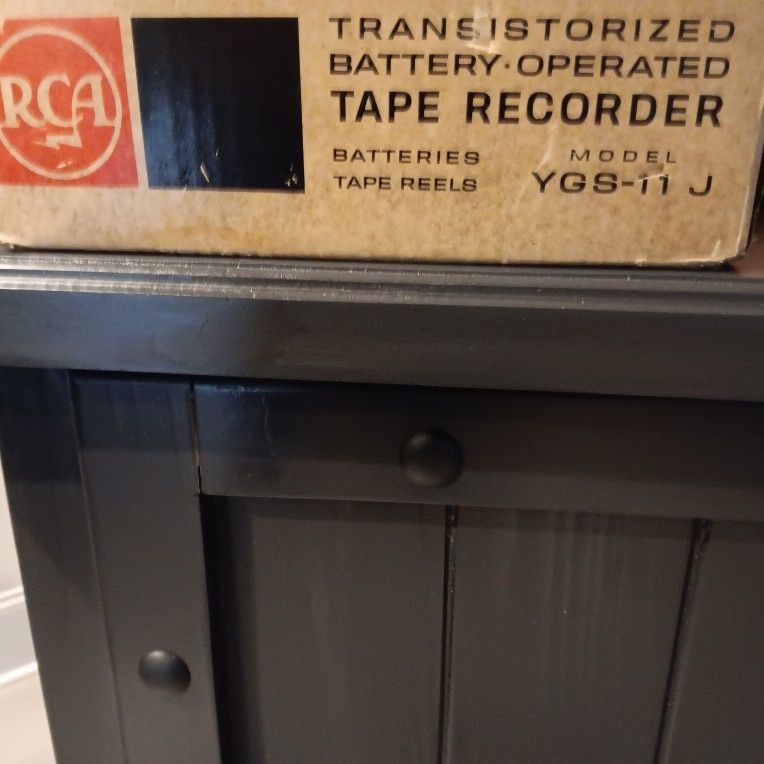 RCA
TRANSISTORIZED
BATTERY·OPERATED
TAPE RECORDER
BATTERIES
TAPE REELS
MODEL
YGS-11 J